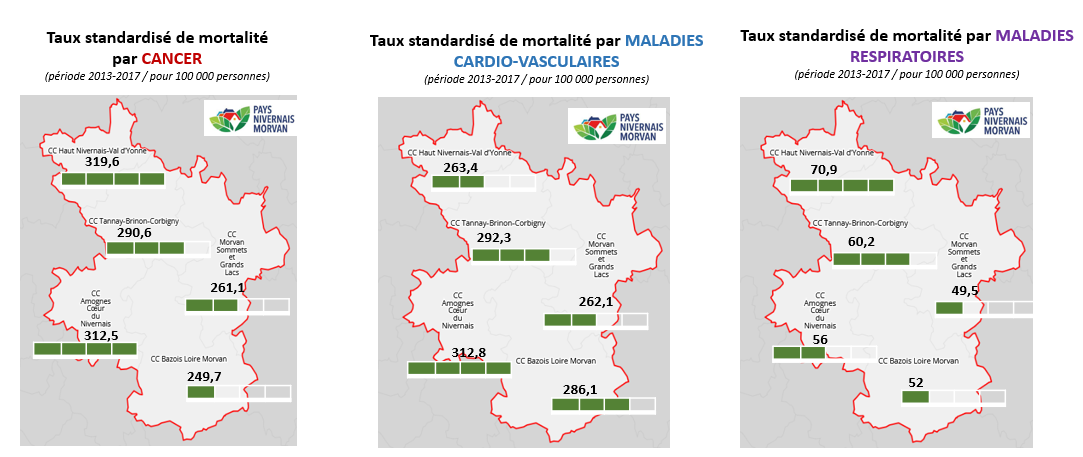 Taux standardisé de mortalité
par CANCER
(période 2013-2017 / pour 100 000 personnes)
PAYS
NIVERNAIS
MORVAN
CC Haut Nivernais-Val d'Yonne
319,6
CC Tannay-Brinon-Corbigny
290,6
CC
Morvan
Sommets
et
Grands
Lacs
261,1
CC
Amognes
Cœur
du
Nivernais
312,5
CC Bazois Loire Morvan
249,7
Taux standardisé de mortalité par MALADIES
CARDIO-VASCULAIRES
(période 2013-2017 / pour 100 000 personnes)
PAYS
NIVERNAIS
MORVAN
CC Haut Nivernais-Val d'Yonne
263,4
CC Tannay-Brinon-Corbigny
292,3
CC
Morvan
Sommets
et
Grands
Lacs
262,1
CC
Amognes
Cœur
du
Nivernais
312,8
CC Bazois Loire Morvan
286,1
Taux standardisé de mortalité par MALADIES
RESPIRATOIRES
(période 2013-2017 / pour 100 000 personnes)
PAYS
NIVERNAIS
MORVAN
CC Haut Nivernais-Val d'Yonne
70,9
CC Tannay-Brinon-Corbigny
60,2
CC
Morvan
Sommets
et
Grands
Lacs
49,5
CC
Amognes
Cœur
du
Nivernais
56
CC Bazois Loire Morvan
52